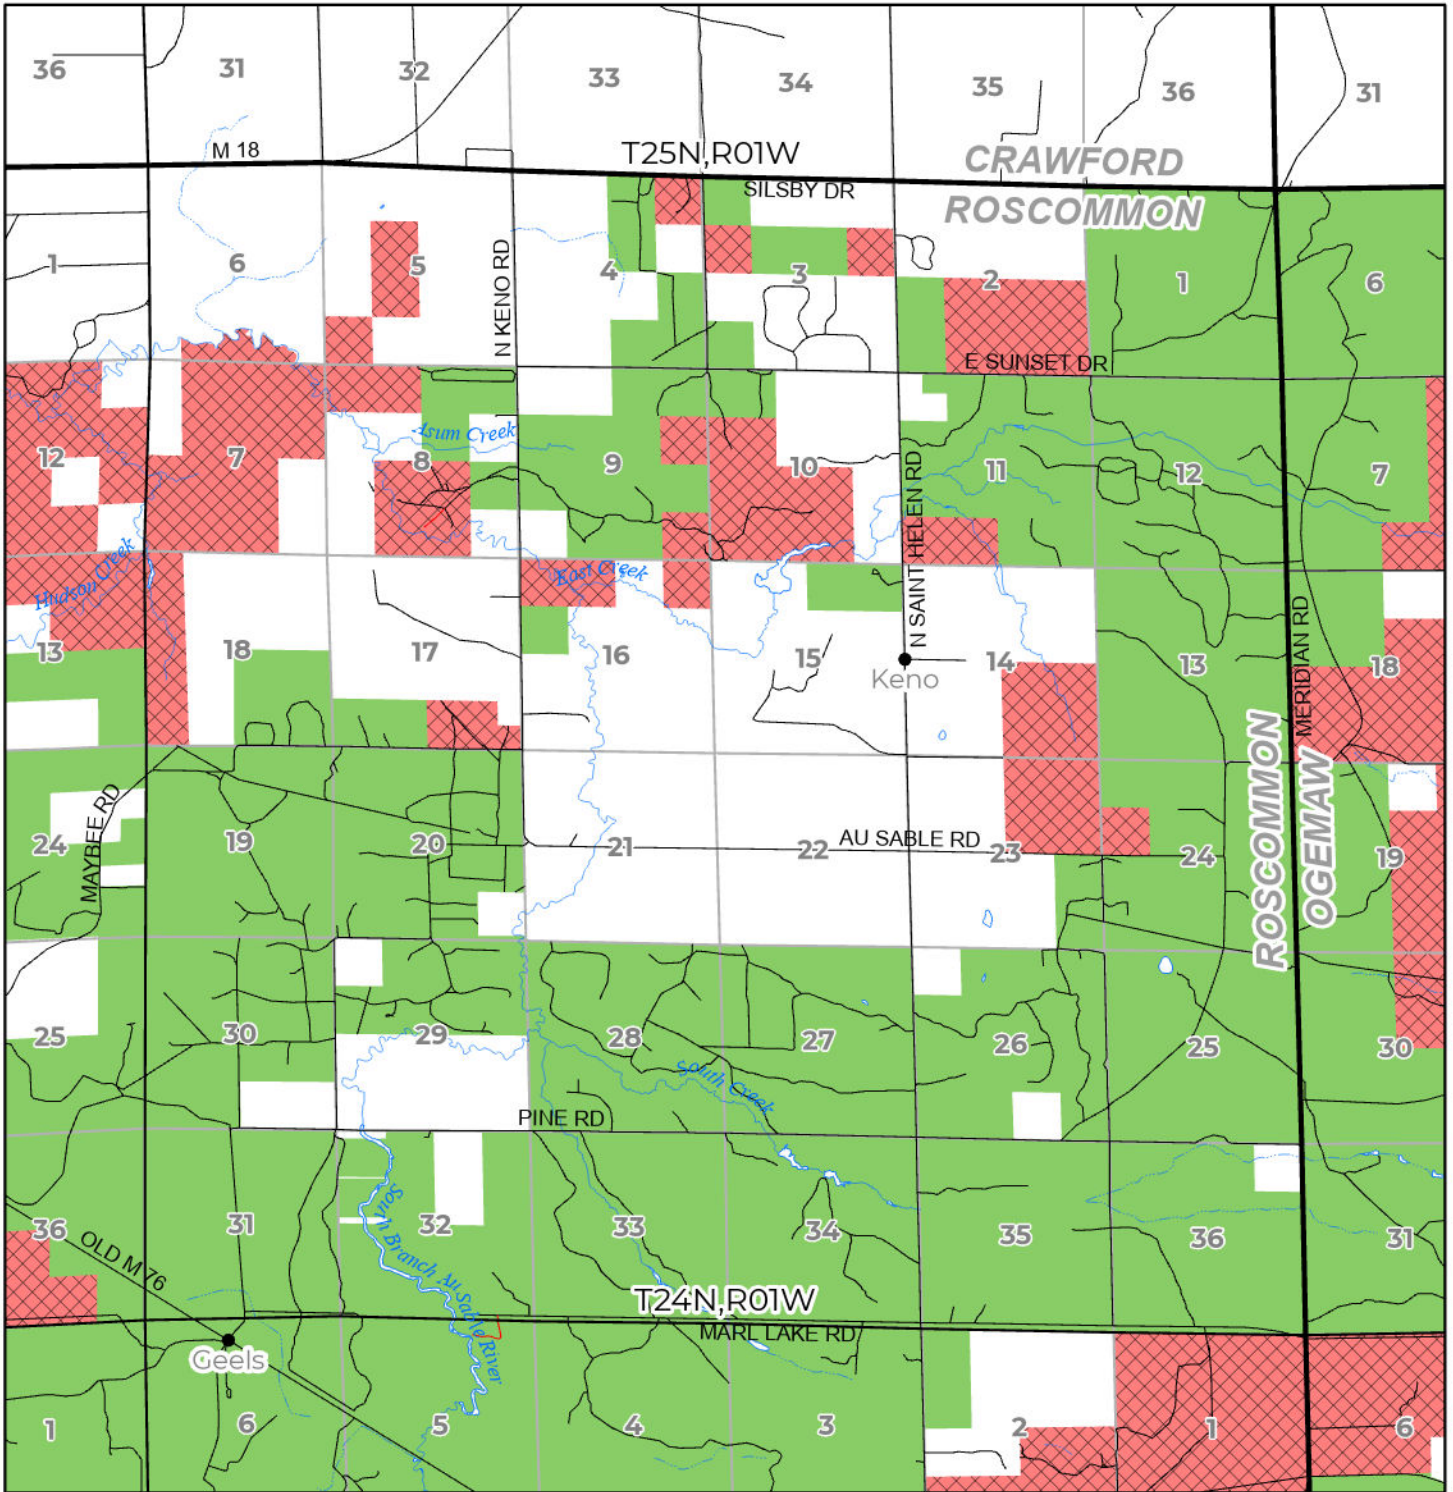 36
31
32
33
34
35
36
31
M 18
T25N,R01W
CRAWFORD
SILSBY DR
ROSCOMMON
1
6
5
N KENO RD
4
3
2
1
6
E SUNSET DR
12
7
8
Asum Creek
9
10
N SAINT HELEN RD
11
12
7
Hudson Creek
East Creek
13
18
17
16
15
Keno
14
13
MERIDIAN RD
18
ROSCOMMON
OGEMAW
MAYBEE RD
24
19
20
21
22
AU SABLE RD
23
24
19
25
30
29
28
27
26
25
30
South Creek
PINE RD
36
31
32
33
34
35
36
31
OLD M 76
South Branch Au Sable River
T24N,R01W
MARL LAKE RD
Geels
1
6
5
4
3
2
1
6